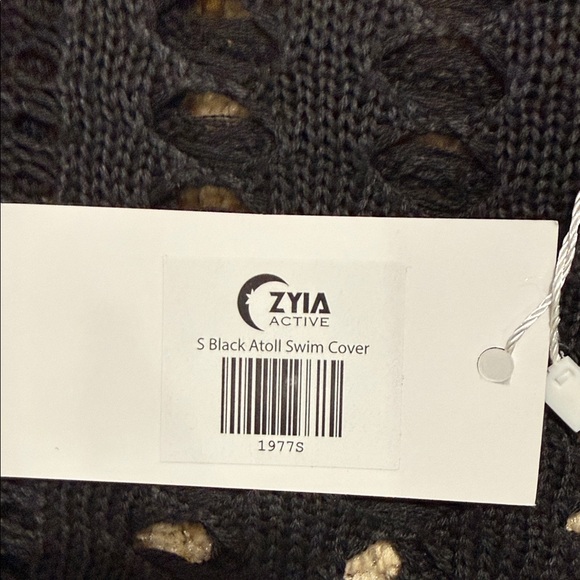 ZYIA
ACTIVE
S Black Atoll Swim Cover
1977S